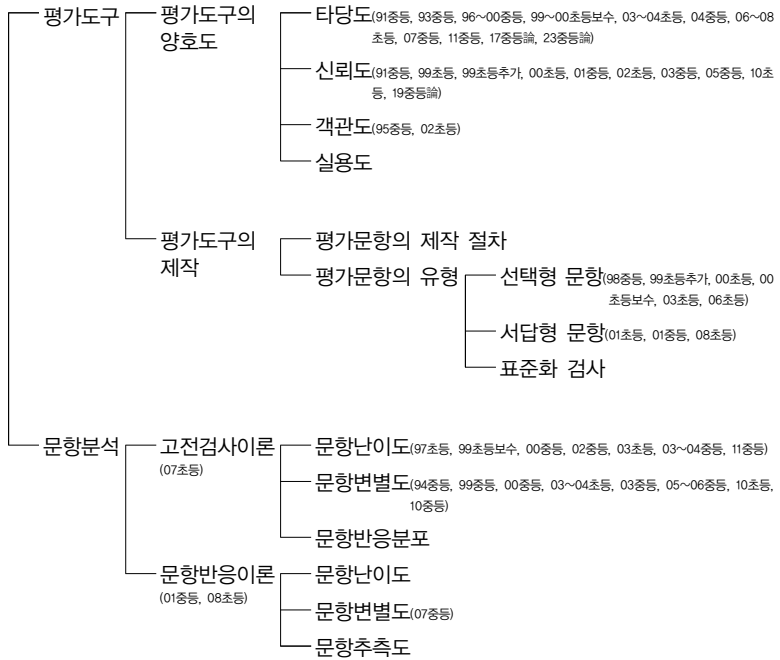 평가도구
평가도구의
양호도
타당도(91중등, 93중등, 96～00중등, 99～00초등보수, 03～04초등, 04중등, 06～08
초등, 07중등, 11중등, 17중등論, 23중등論)
신뢰도(91중등, 99초등, 99초등추가, 00초등, 01중등, 02초등, 03중등, 05중등, 10초
등, 19중등論)
객관도(95중등, 02초등)
실용도
평가도구의
제작
평가문항의 제작 절차
평가문항의 유형
선택형 문항(98중등, 99초등추가, 00초등, 00
초등보수, 03초등, 06초등)
서답형 문항(01초등, 01중등, 08초등)
표준화 검사
문항분석
고전검사이론
(07초등)
문항난이도(97초등, 99초등보수, 00중등, 02중등, 03초등, 03～04중등, 11중등)
문항변별도(94중등, 99중등, 00중등, 03～04초등, 03중등, 05～06중등, 10초등,
10중등)
문항반응분포
문항반응이론
(01중등, 08초등)
문항난이도
문항변별도(07중등)
문항추측도